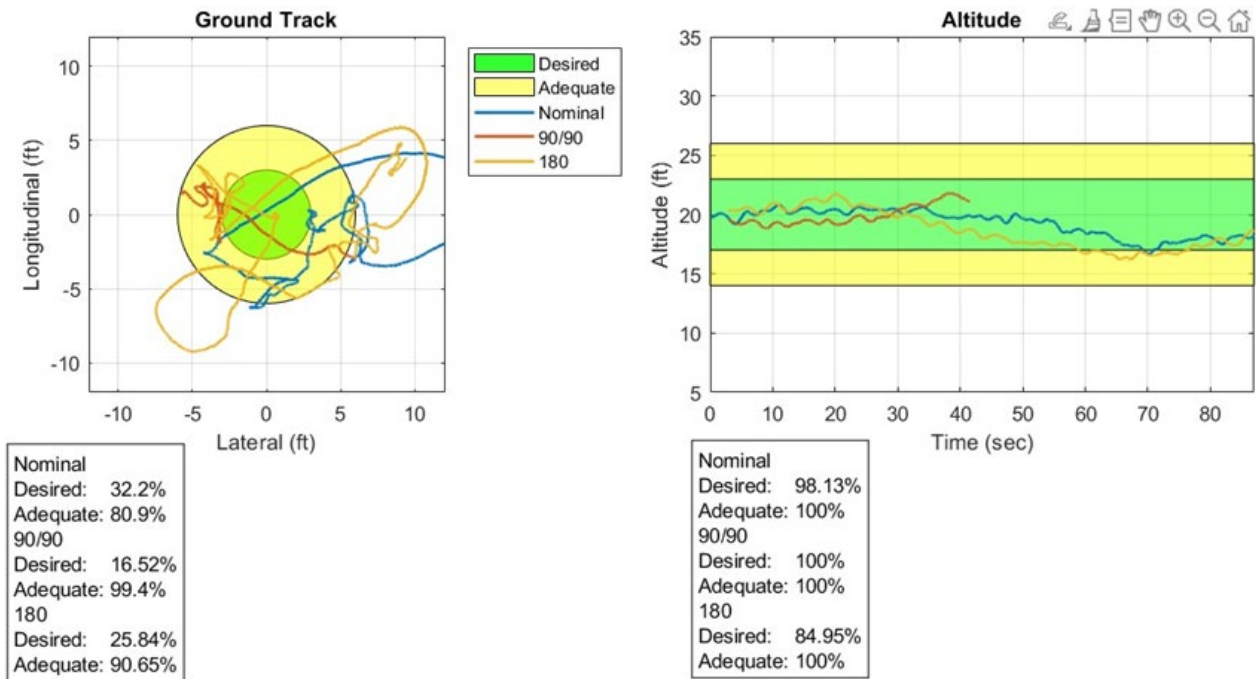 Ground Track
10
5
0
-5
-10
Longitudinal (ft)
-10
-5
0
5
10
Lateral (ft)
Desired
Adequate
Nominal
90/90
180
Nominal
Desired: 32.2%
Adequate: 80.9%
90/90
Desired: 16.52%
Adequate: 99.4%
180
Desired: 25.84%
Adequate: 90.65%
Altitude
35
30
25
20
15
10
5
Altitude (ft)
0
10
20
30
40
50
60
70
80
Time (sec)
Nominal
Desired: 98.13%
Adequate: 100%
90/90
Desired: 100%
Adequate: 100%
180
Desired: 84.95%
Adequate: 100%